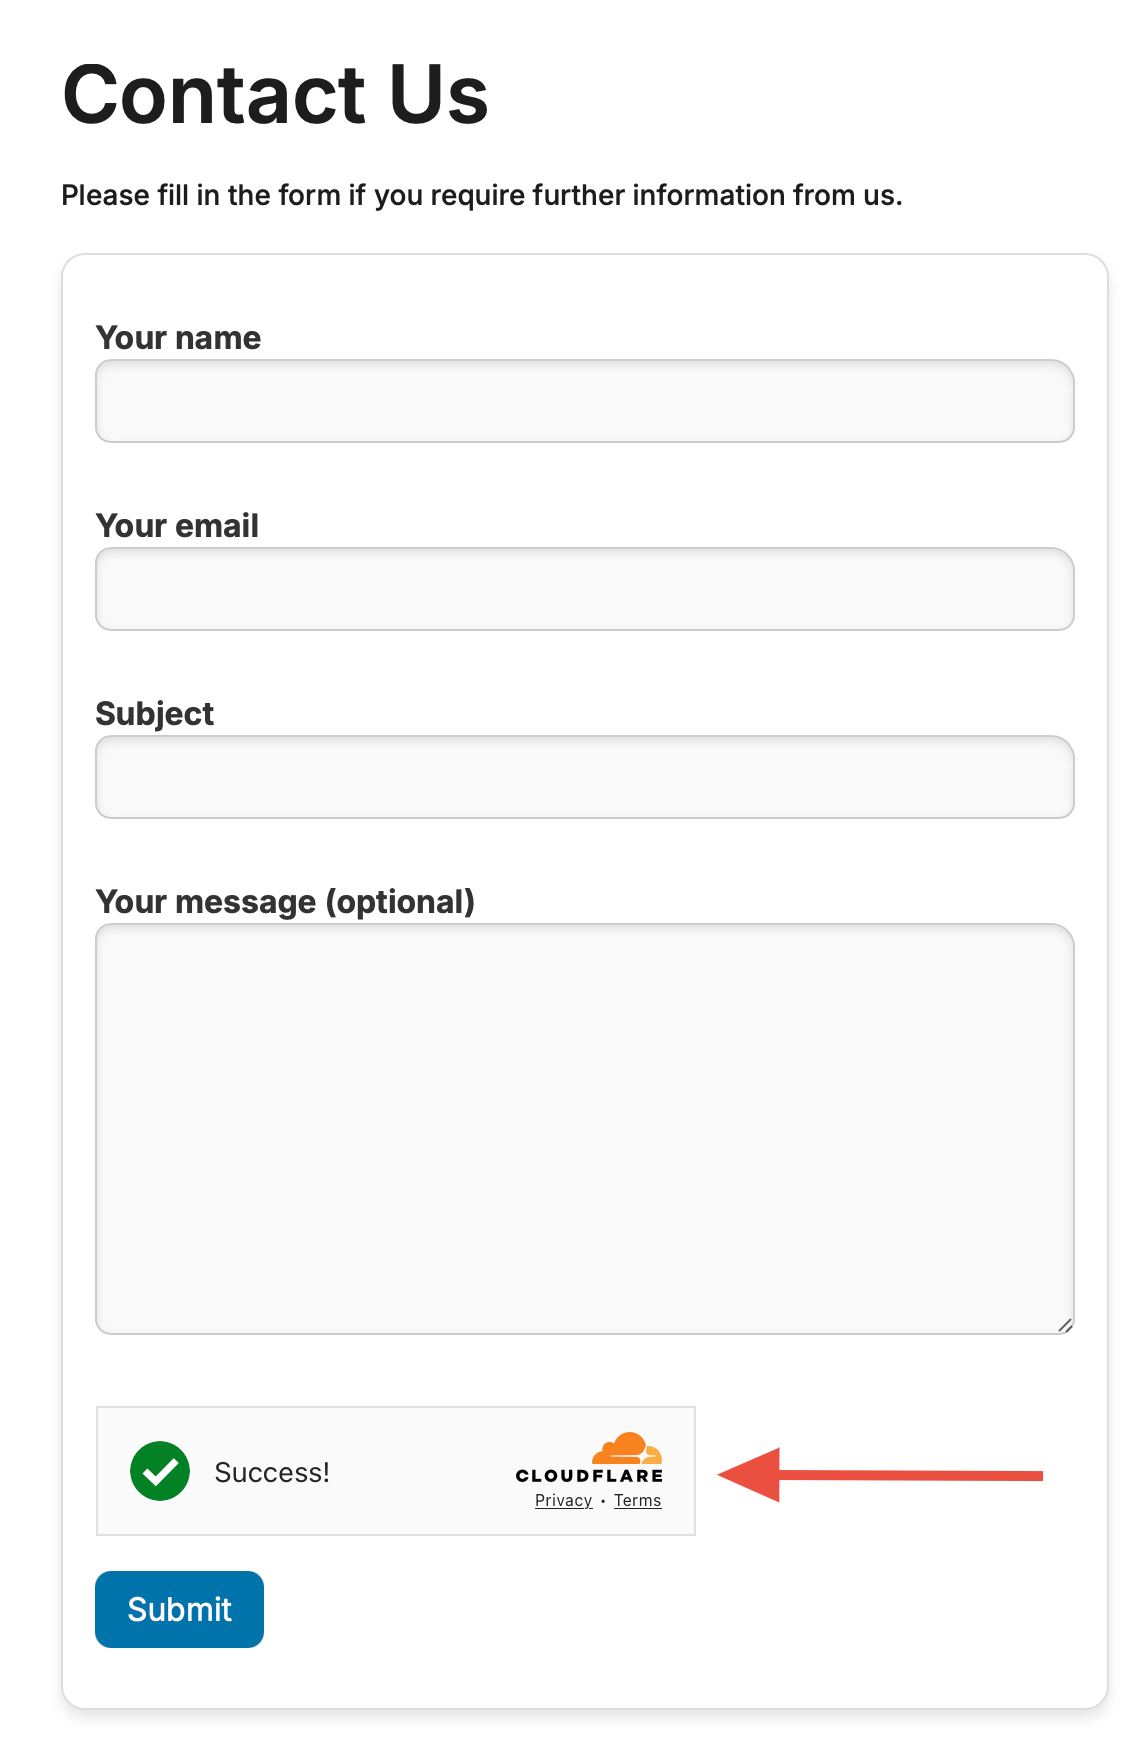 Contact Us
Please fill in the form if you require further information from us.
Your name
Your email
Subject
Your message (optional)
Success!
CLOUDFLARE
Privacy • Terms
Submit